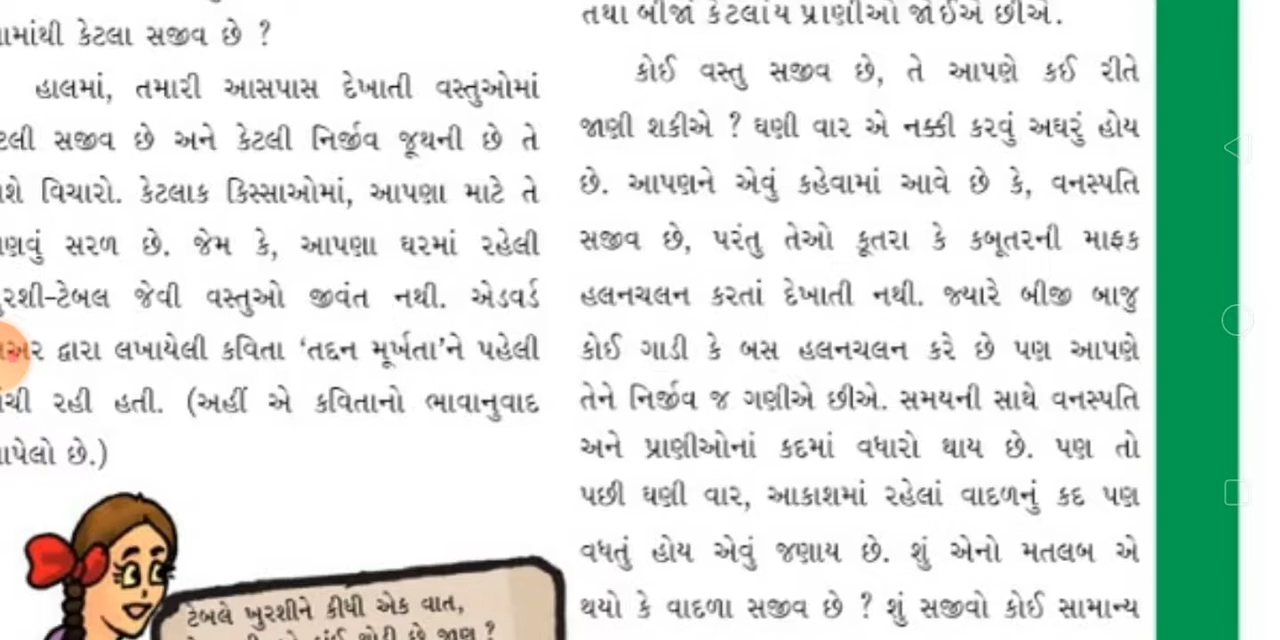 કેટલા સજીવ છે ?
હાલમાં, તમારી આસપાસ દેખાતી વસ્તુઓમાં
સજીવ છે અને કેટલી નિર્જીવ જૂથની છે તે
વિચારો. કેટલાક કિસ્સાઓમાં, આપણા માટે તે
સરળ છે. જેમ કે, આપણા ઘરમાં રહેલી
-ટેબલ જેવી વસ્તુઓ જીવંત નથી. એડવર્ડ
દ્વારા લખાયેલી કવિતા ‘તદ્દન મૂર્ખતા’ને પહેલી
રહી હતી. (અહીં એ કવિતાનો ભાવાનુવાદ
છે.)
ટેબલે ખુરશીને કીધી એક વાત,
તથા બીજાં કેટલાંય પ્રાણીઓ જોઈએ છીએ.
કોઈ વસ્તુ સજીવ છે, તે આપણે કઈ રીતે
જાણી શકીએ ? ઘણી વાર એ નક્કી કરવું અઘરું હોય
છે. આપણને એવું કહેવામાં આવે છે કે, વનસ્પતિ
સજીવ છે, પરંતુ તેઓ કૂતરા કે કબૂતરની માફક
હલનચલન કરતાં દેખાતી નથી. જ્યારે બીજી બાજુ
કોઈ ગાડી કે બસ હલનચલન કરે છે પણ આપણે
તેને નિર્જીવ જ ગણીએ છીએ. સમયની સાથે વનસ્પતિ
અને પ્રાણીઓનાં કદમાં વધારો થાય છે. પણ તો
પછી ઘણી વાર, આકાશમાં રહેલાં વાદળનું કદ પણ
વધતું હોય એવું જણાય છે. શું એનો મતલબ એ
થયો કે વાદળા સજીવ છે ? શું સજીવો કોઈ સામાન્ય